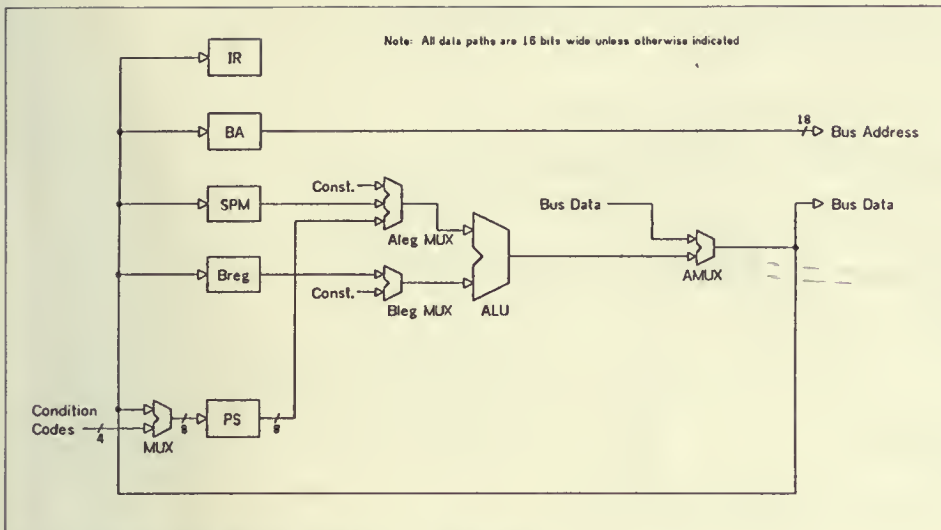 Note: All data paths are 16 bits wide unless otherwise indicated
IR
BA
18
Bus Address
Const.
SPM
Bus Data
Bus Data
Aleg MUX
Breg
AMUX
Const.
Bleg MUX
ALU
Condition
Codes
4
8
PS
8
MUX